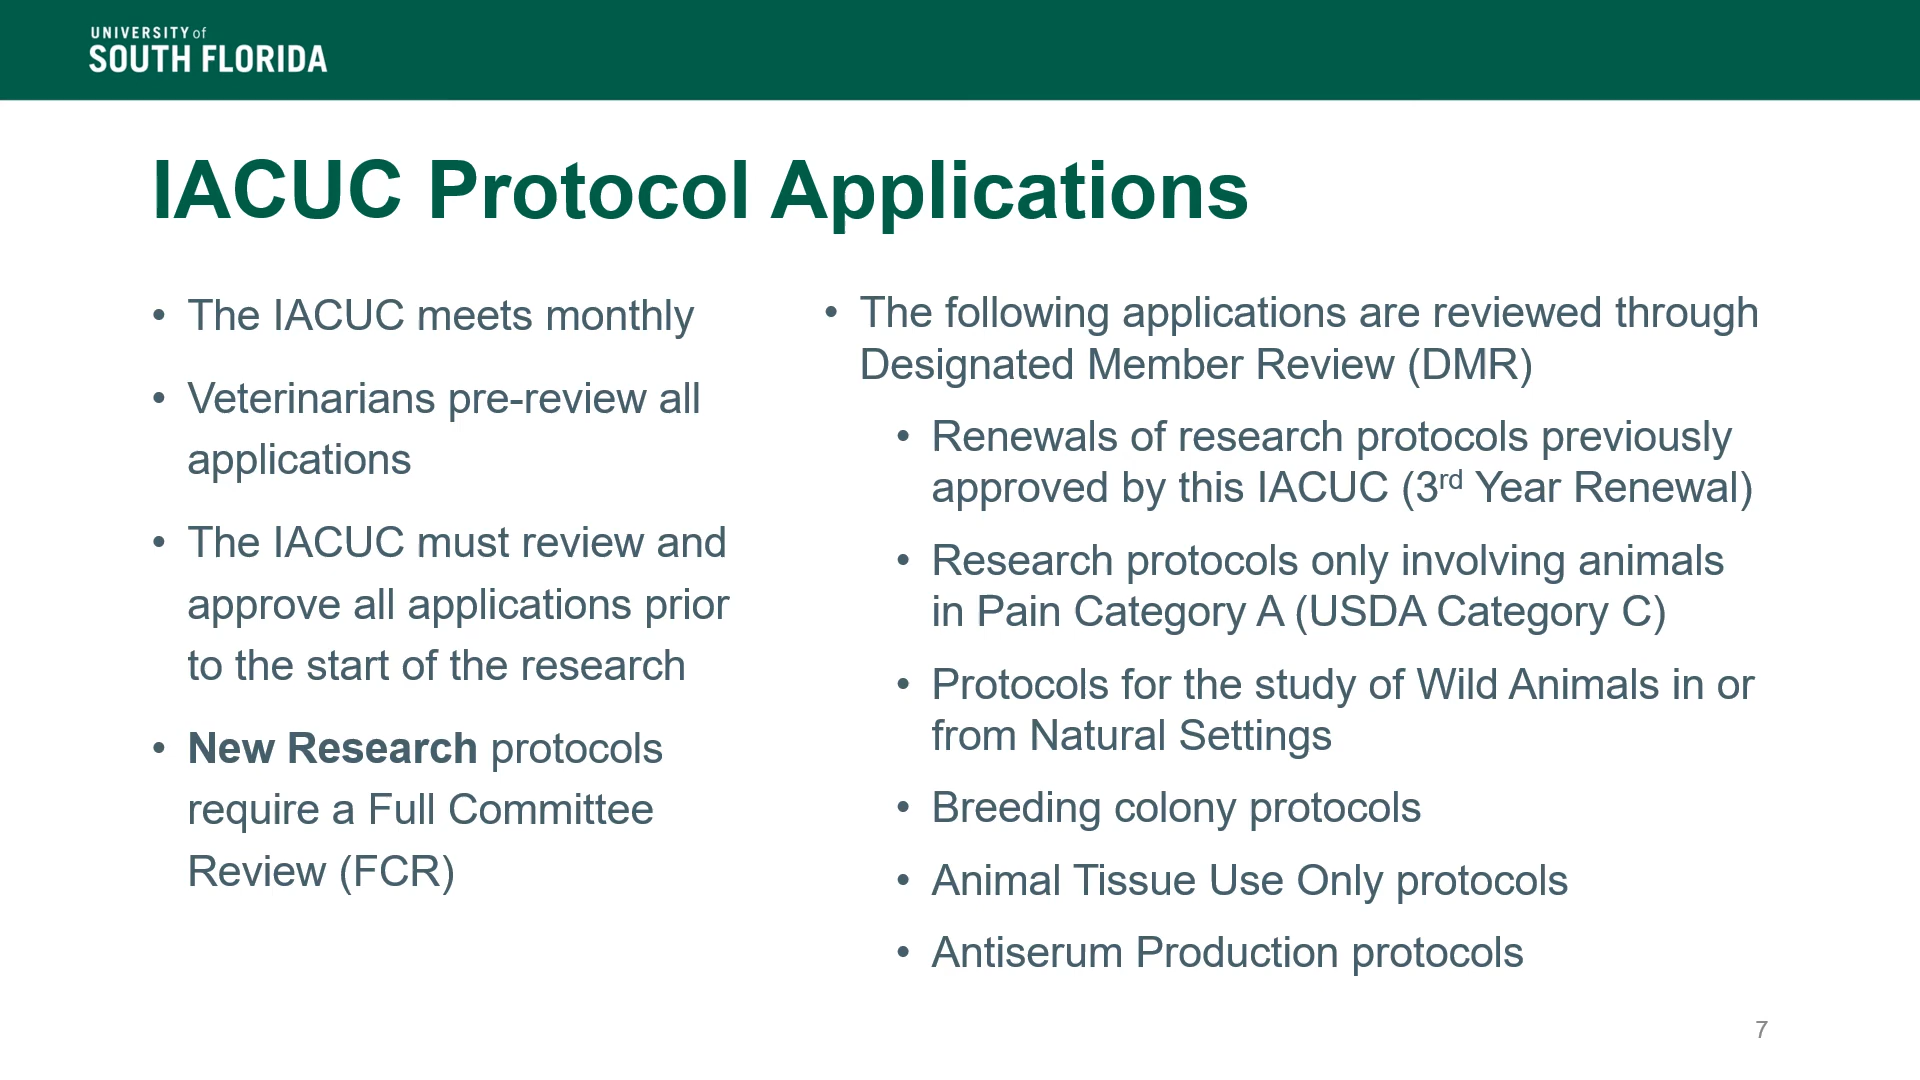 UNIVERSITY of
SOUTH FLORIDA
IACUC Protocol Applications
• The IACUC meets monthly
• Veterinarians pre-review all
applications
• The IACUC must review and
approve all applications prior
to the start of the research
• New Research protocols
require a Full Committee
Review (FCR)
• The following applications are reviewed through
Designated Member Review (DMR)
• Renewals of research protocols previously
approved by this IACUC (3rd Year Renewal)
• Research protocols only involving animals
in Pain Category A (USDA Category C)
• Protocols for the study of Wild Animals in or
from Natural Settings
• Breeding colony protocols
• Animal Tissue Use Only protocols
• Antiserum Production protocols
7